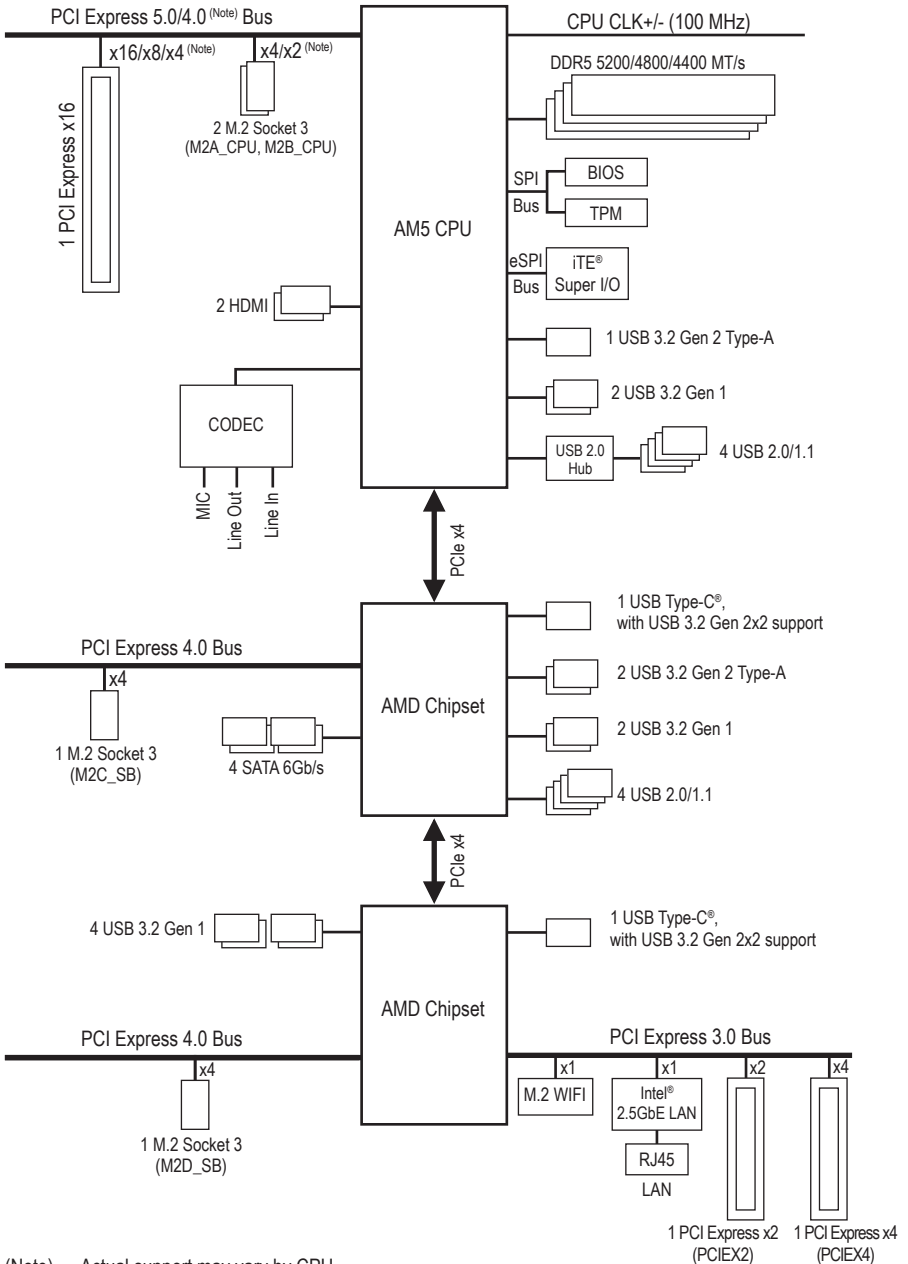 PCI Express 5.0/4.0 (Note) Bus
CPU CLK+/- (100 MHz)
x16/x8/x4 (Note)
x4/x2 (Note)
DDR5 5200/4800/4400 MT/s
1 PCI Express x16
2 M.2 Socket 3
(M2A_CPU, M2B_CPU)
AM5 CPU
SPI
Bus
BIOS
TPM
eSPI
Bus
iTE®
Super I/O
2 HDMI
1 USB 3.2 Gen 2 Type-A
2 USB 3.2 Gen 1
CODEC
USB 2.0
Hub
4 USB 2.0/1.1
MIC
Line Out
Line In
PCIe x4
1 USB Type-C®,
with USB 3.2 Gen 2x2 support
PCI Express 4.0 Bus
x4
1 M.2 Socket 3
(M2C_SB)
4 SATA 6Gb/s
AMD Chipset
2 USB 3.2 Gen 2 Type-A
2 USB 3.2 Gen 1
4 USB 2.0/1.1
PCIe x4
4 USB 3.2 Gen 1
1 USB Type-C®,
with USB 3.2 Gen 2x2 support
AMD Chipset
PCI Express 4.0 Bus
x4
1 M.2 Socket 3
(M2D_SB)
PCI Express 3.0 Bus
x1
x1
x2
x4
M.2 WIFI
Intel®
2.5GbE LAN
RJ45
LAN
1 PCI Express x2
(PCIEX2)
1 PCI Express x4
(PCIEX4)
(Note) Actual support may vary by CPU.